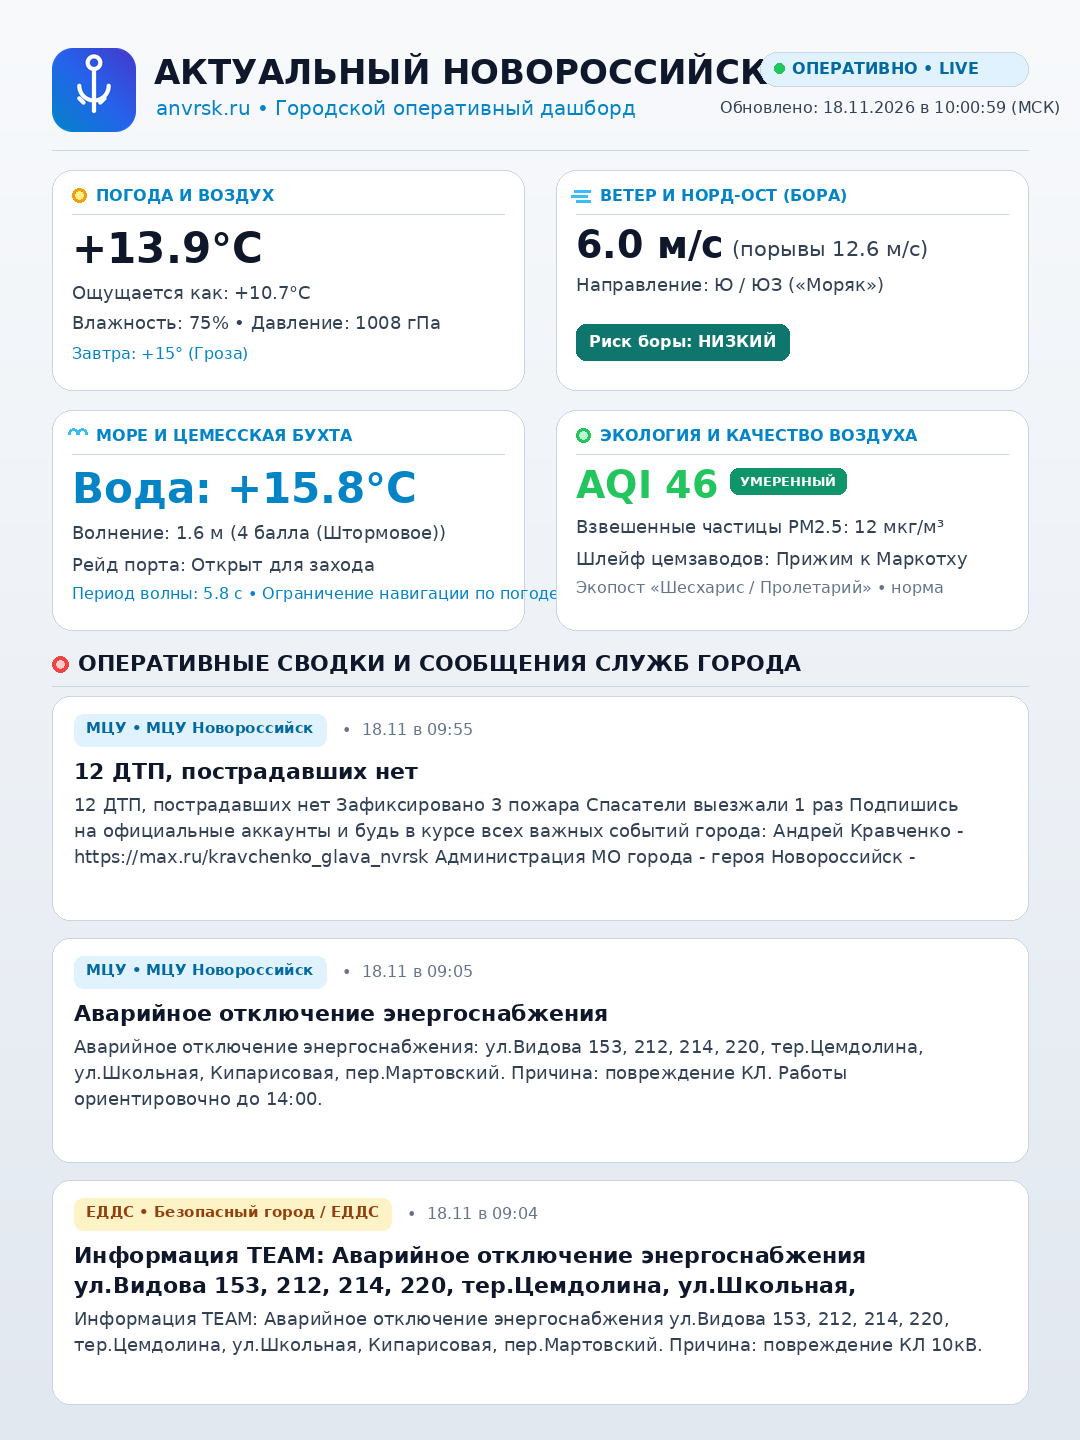 АКТУАЛЬНЫЙ НОВОРОССИЙСК
ОПЕРАТИВНО • LIVE
anvrsk.ru • Городской оперативный дашборд
Обновлено: 18.11.2026 в 10:00:59 (МСК)
ПОГОДА И ВОЗДУХ
+13.9°C
Ощущается как: +10.7°C
Влажность: 75% • Давление: 1008 гПа
Завтра: +15° (Гроза)
ВЕТЕР И НОРД-ОСТ (БОРА)
6.0 м/с (порывы 12.6 м/с)
Направление: Ю / ЮЗ («Моряк»)
Риск боры: НИЗКИЙ
МОРЕ И ЦЕМЕССКАЯ БУХТА
Вода: +15.8°C
Волнение: 1.6 м (4 балла (Штормовое))
Рейд порта: Открыт для захода
Период волны: 5.8 с • Ограничение навигации по погоде
ЭКОЛОГИЯ И КАЧЕСТВО ВОЗДУХА
AQI 46 УМЕРЕННЫЙ
Взвешенные частицы PM2.5: 12 мкг/м³
Шлейф цемзаводов: Прижим к Маркотху
Экопост «Шесхарис / Пролетарий» • норма
ОПЕРАТИВНЫЕ СВОДКИ И СООБЩЕНИЯ СЛУЖБ ГОРОДА
МЦУ • МЦУ Новороссийск • 18.11 в 09:55
12 ДТП, пострадавших нет
12 ДТП, пострадавших нет Зафиксировано 3 пожара Спасатели выезжали 1 раз Подпишись
на официальные аккаунты и будь в курсе всех важных событий города: Андрей Кравченко -
https://max.ru/kravchenko_glava_nvrsk Администрация МО города - героя Новороссийск -
МЦУ • МЦУ Новороссийск • 18.11 в 09:05
Аварийное отключение энергоснабжения
Аварийное отключение энергоснабжения: ул.Видова 153, 212, 214, 220, тер.Цемдолина,
ул.Школьная, Кипарисовая, пер.Мартовский. Причина: повреждение КЛ. Работы
ориентировочно до 14:00.
ЕДДС • Безопасный город / ЕДДС • 18.11 в 09:04
Информация TEAM: Аварийное отключение энергоснабжения
ул.Видова 153, 212, 214, 220, тер.Цемдолина, ул.Школьная,
Информация TEAM: Аварийное отключение энергоснабжения ул.Видова 153, 212, 214, 220,
тер.Цемдолина, ул.Школьная, Кипарисовая, пер.Мартовский. Причина: повреждение КЛ 10кВ.